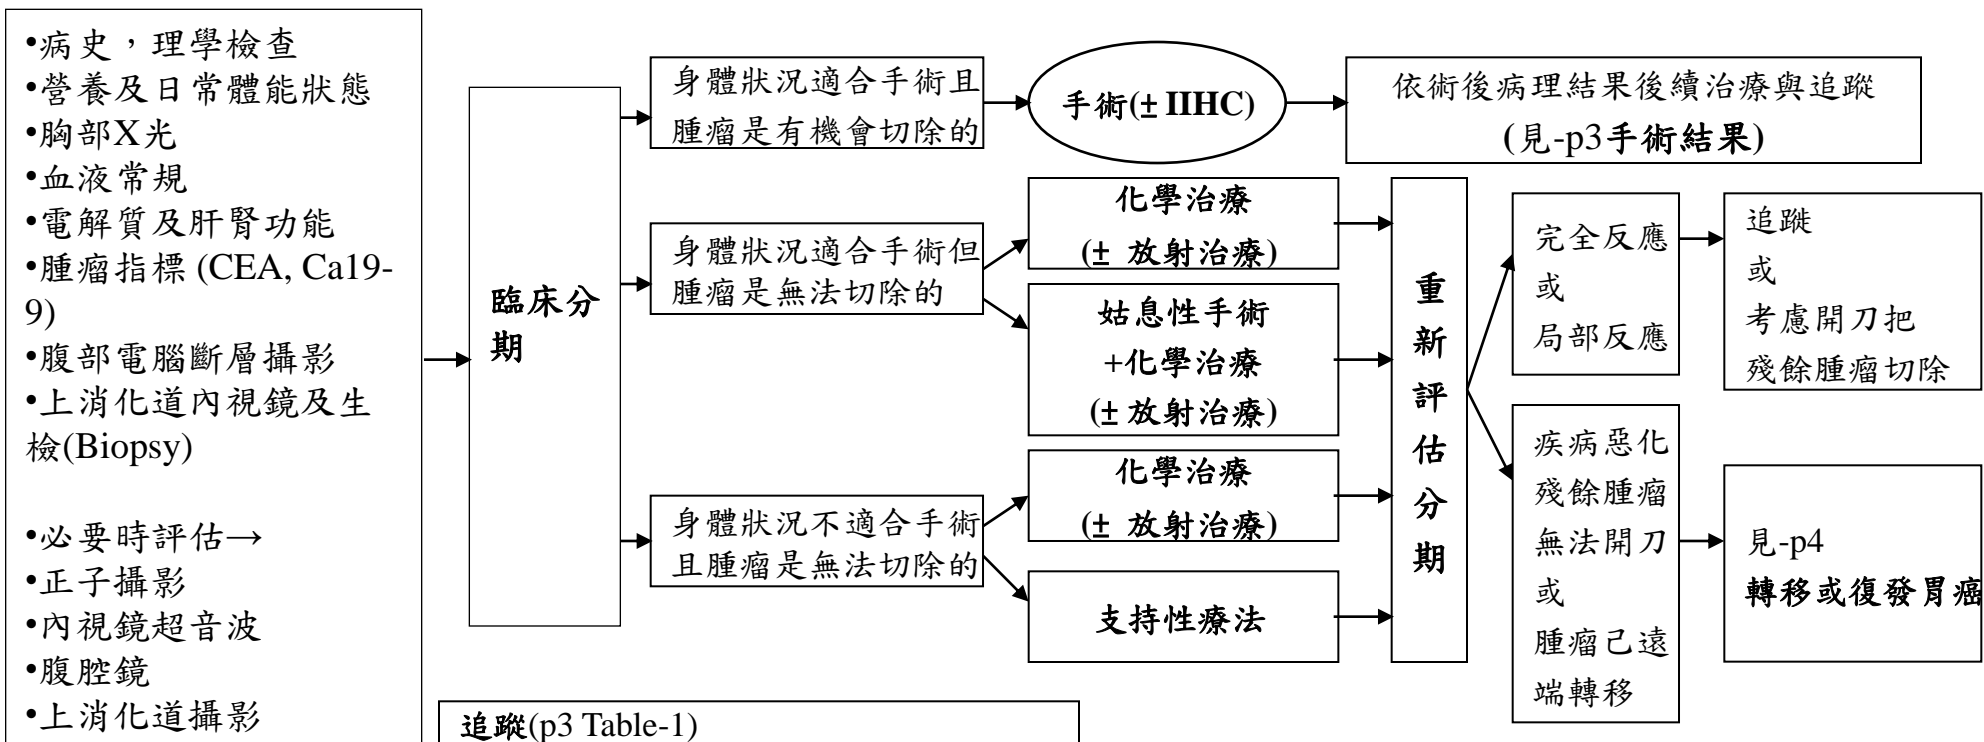 •病史，理學檢查
•營養及日常體能狀態
•胸部X光
•血液常規
•電解質及肝腎功能
•腫瘤指標 (CEA, Ca19-
9)
•腹部電腦斷層攝影
•上消化道內視鏡及生
檢(Biopsy)
•必要時評估→
•正子攝影
•內視鏡超音波
•腹腔鏡
•上消化道攝影
臨床分
期
身體狀況適合手術且
腫瘤是有機會切除的
手術(± IIHC)
依術後病理結果後續治療與追蹤
(見-p3手術結果)
身體狀況適合手術但
腫瘤是無法切除的
化學治療
(± 放射治療)
姑息性手術
+化學治療
(± 放射治療)
身體狀況不適合手術
且腫瘤是無法切除的
化學治療
(± 放射治療)
支持性療法
重
新
評
估
分
期
完全反應
或
局部反應
追蹤
或
考慮開刀把
殘餘腫瘤切除
疾病惡化
殘餘腫瘤
無法開刀
或
腫瘤己遠
端轉移
見-p4
轉移或復發胃癌
追蹤(p3 Table-1)